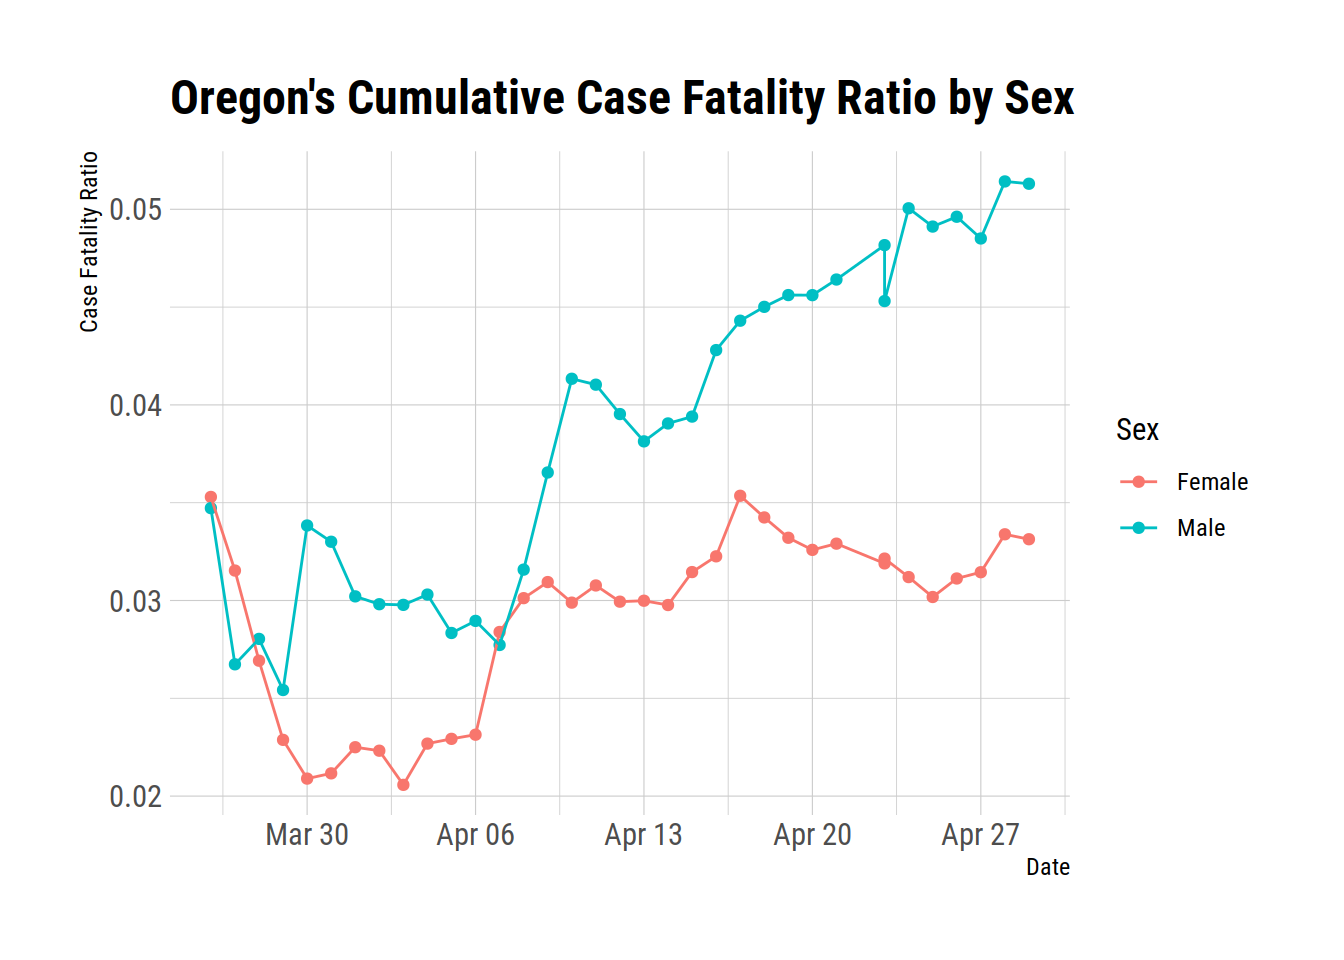 Oregon's Cumulative Case Fatality Ratio by Sex
Case Fatality Ratio
0.05
0.04
0.03
0.02
Mar 30 Apr 06 Apr 13 Apr 20 Apr 27
Date
Sex
Female
Male